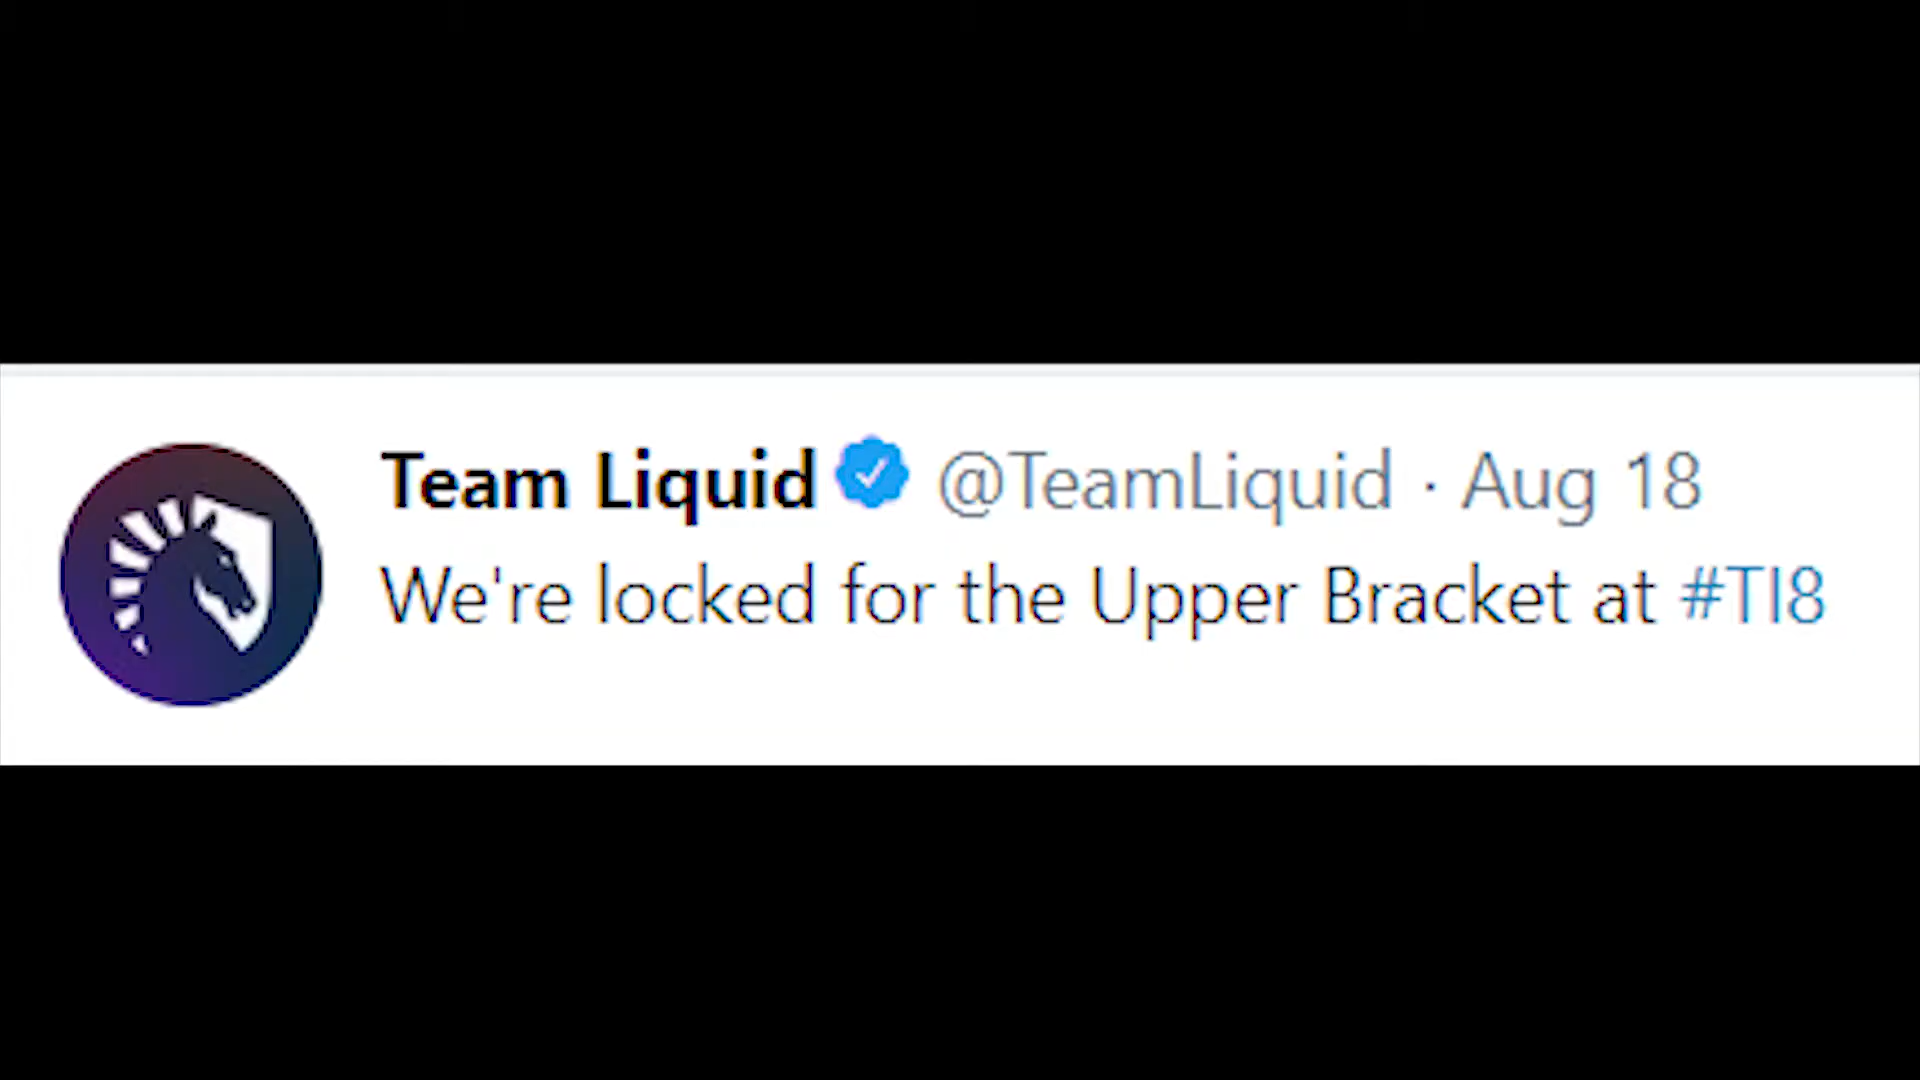 Team Liquid @TeamLiquid · Aug 18
We're locked for the Upper Bracket at #TI8